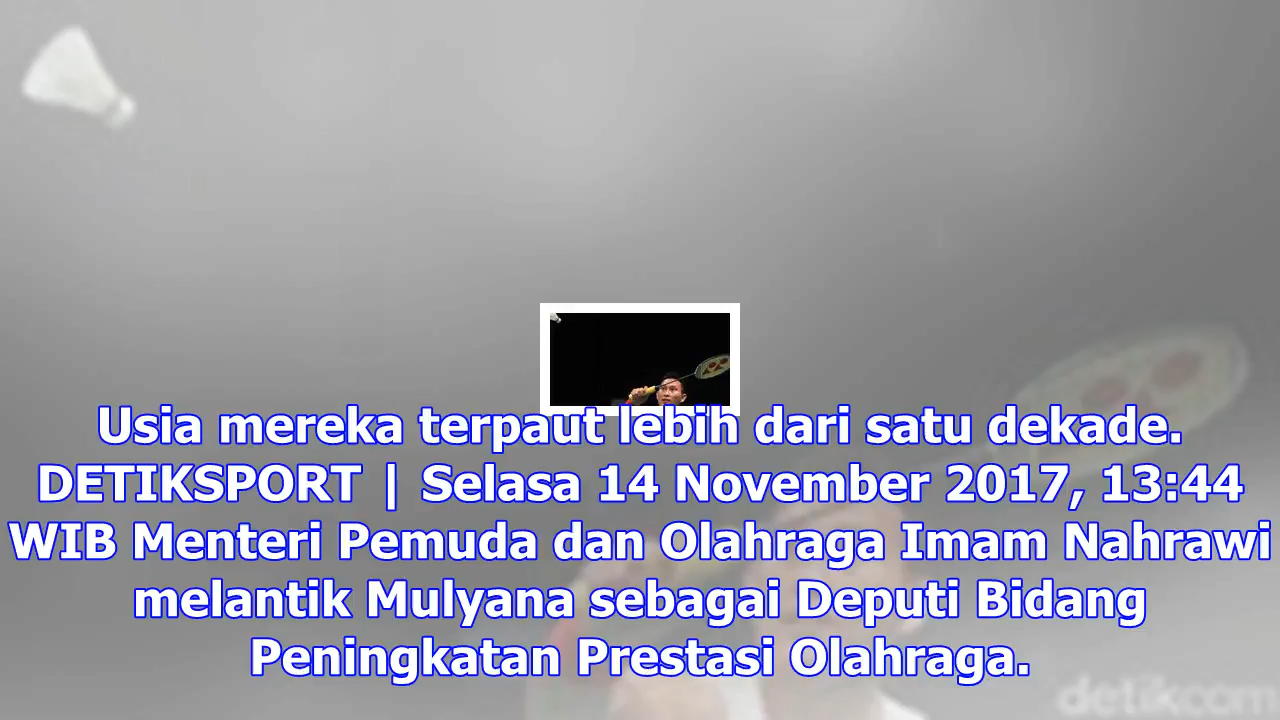 Usia mereka terpaut lebih dari satu dekade.
DETIKSPORT | Selasa 14 November 2017, 13:44
WIB Menteri Pemuda dan Olahraga Imam Nahrawi
melantik Mulyana sebagai Deputi Bidang
Peningkatan Prestasi Olahraga.
detikcom